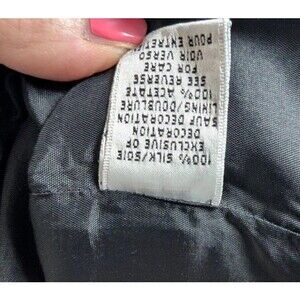 100% SILK/SOIE
EXCLUSIVE OF
DECORATION
SAUF DECORATION
LINING/DOUBLURE
100% ACETATE
SEE REVERSE
FOR CARE
VOIR VERSO
POUR ENTRET